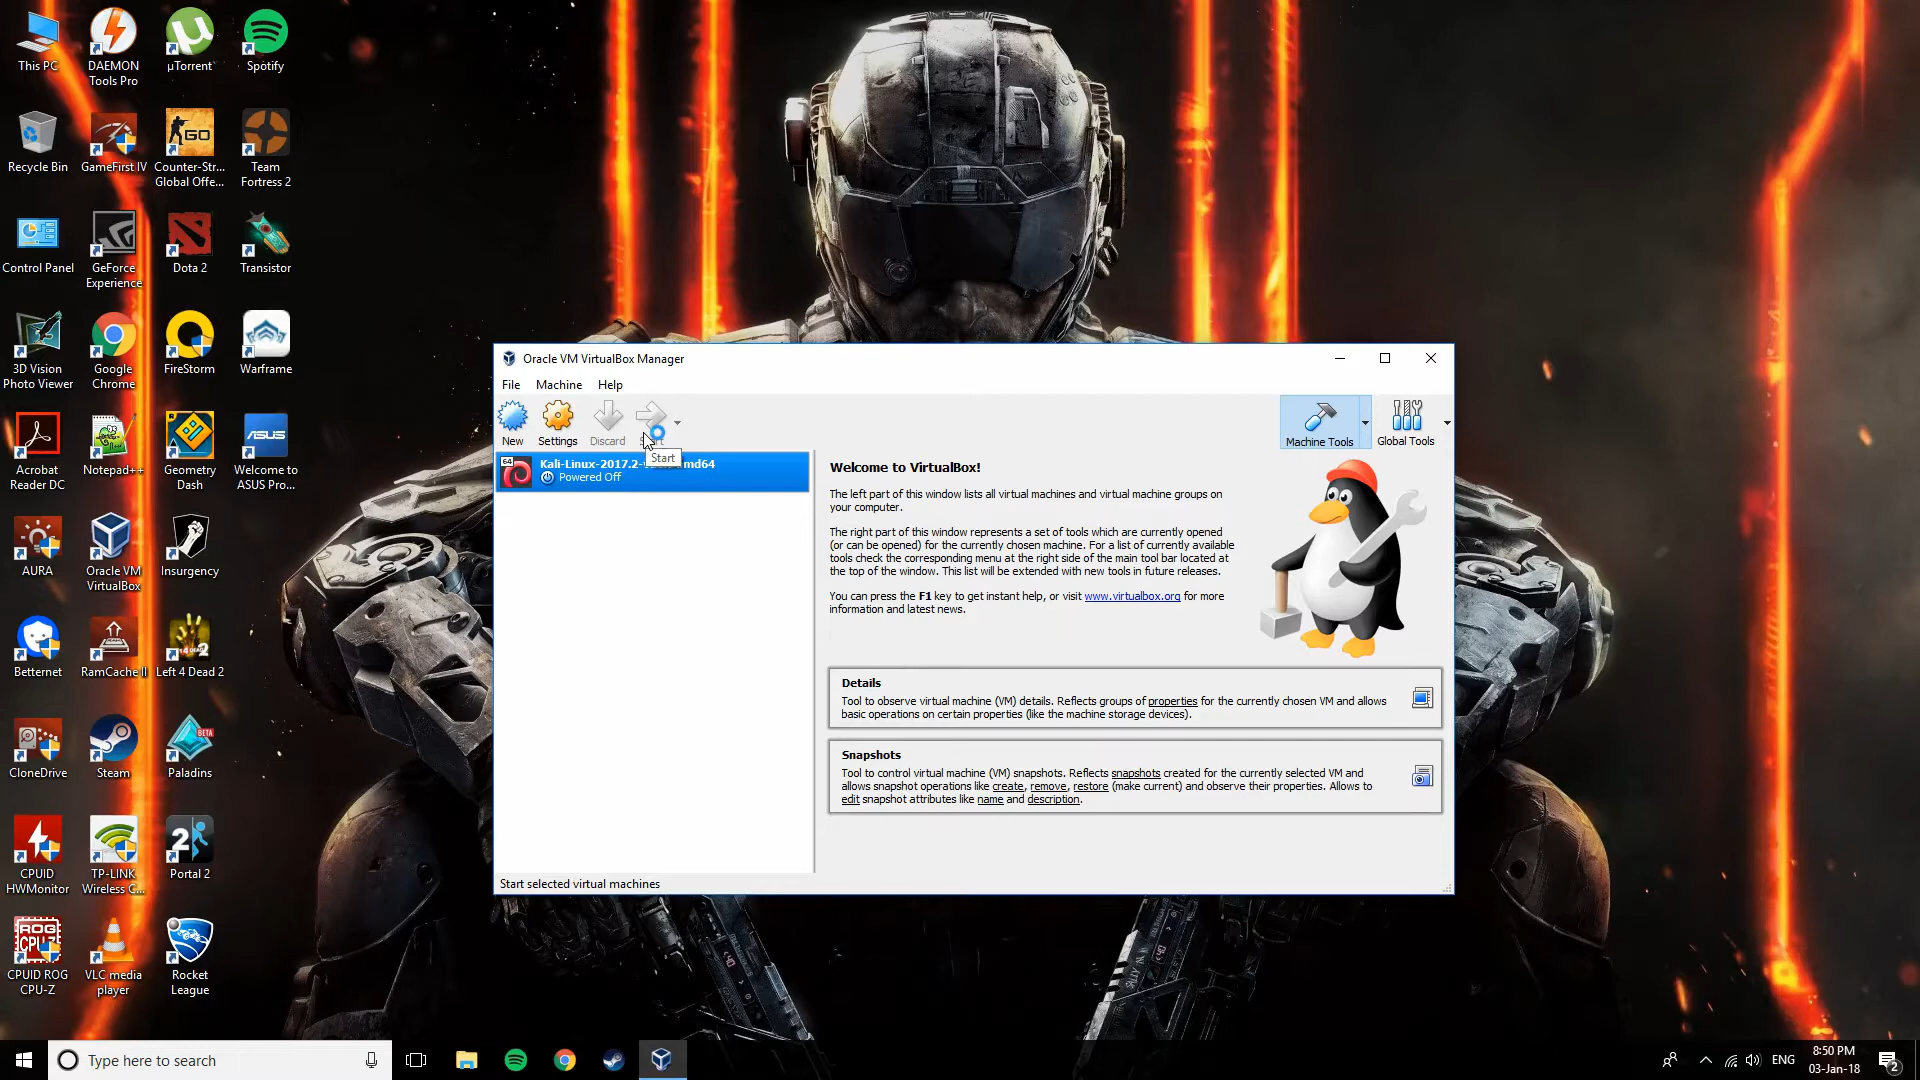 This PC
DAEMON
Tools Pro
µTorrent
Spotify
Recycle Bin
GameFirst IV
Counter-Str...
Global Offe...
Team
Fortress 2
Control Panel
GeForce
Experience
Dota 2
Transistor
3D Vision
Photo Viewer
Google
Chrome
FireStorm
Warframe
Acrobat
Reader DC
Notepad++
Geometry
Dash
Welcome to
ASUS Pro...
AURA
Oracle VM
VirtualBox
Insurgency
Betternet
RamCache II
Left 4 Dead 2
CloneDrive
Steam
Paladins
CPUID
HWMonitor
TP-LINK
Wireless C...
Portal 2
CPUID ROG
CPU-Z
VLC media
player
Rocket
League
GO
ASUS
BETA
2
ROG
CPU-Z
Oracle VM VirtualBox Manager
File Machine Help
New Settings Discard
Machine Tools Global Tools
Start
64
Kali-Linux-2017.2- md64
Powered Off
Welcome to VirtualBox!
The left part of this window lists all virtual machines and virtual machine groups on
your computer.
The right part of this window represents a set of tools which are currently opened
(or can be opened) for the currently chosen machine. For a list of currently available
tools check the corresponding menu at the right side of the main tool bar located at
the top of the window. This list will be extended with new tools in future releases.
You can press the F1 key to get instant help, or visit www.virtualbox.org for more
information and latest news.
Details
Tool to observe virtual machine (VM) details. Reflects groups of properties for the currently chosen VM and allows
basic operations on certain properties (like the machine storage devices).
Snapshots
Tool to control virtual machine (VM) snapshots. Reflects snapshots created for the currently selected VM and
allows snapshot operations like create, remove, restore (make current) and observe their properties. Allows to
edit snapshot attributes like name and description.
Start selected virtual machines
Type here to search
ENG
8:50 PM
03-Jan-18
2